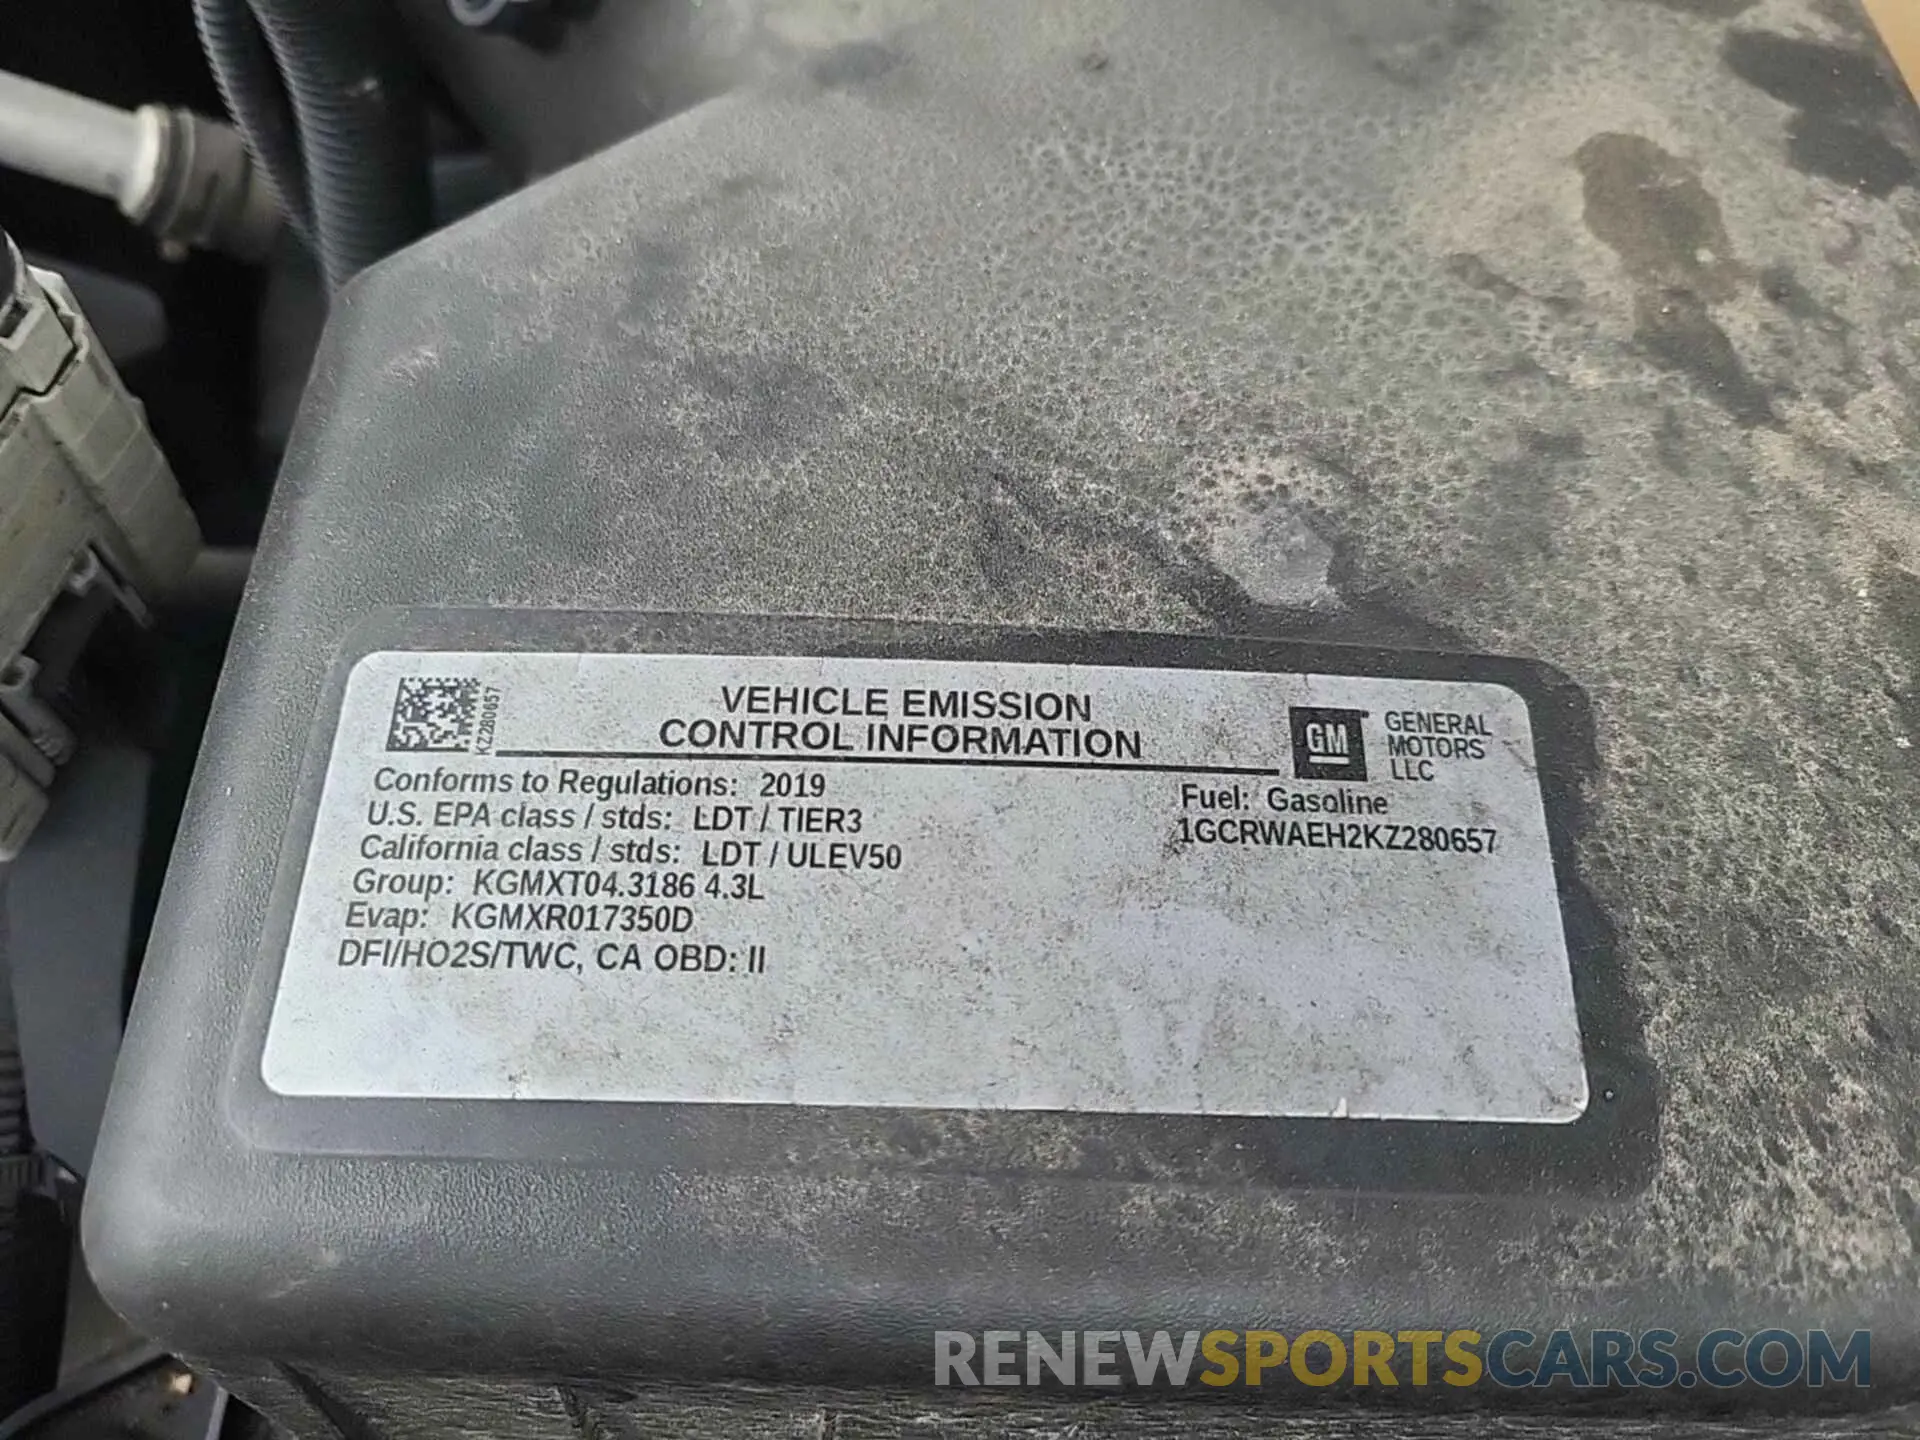 KZ280657
VEHICLE EMISSION
CONTROL INFORMATION
GM
GENERAL
MOTORS
LLC
Conforms to Regulations: 2019
U.S. EPA class / stds: LDT / TIER3
California class / stds: LDT / ULEV50
Group: KGMXT04.3186 4.3L
Evap: KGMXR017350D
DFI/HO2S/TWC, CA OBD: II
Fuel: Gasoline
1GCRWAEH2KZ280657
RENEWSPORTSCARS.COM